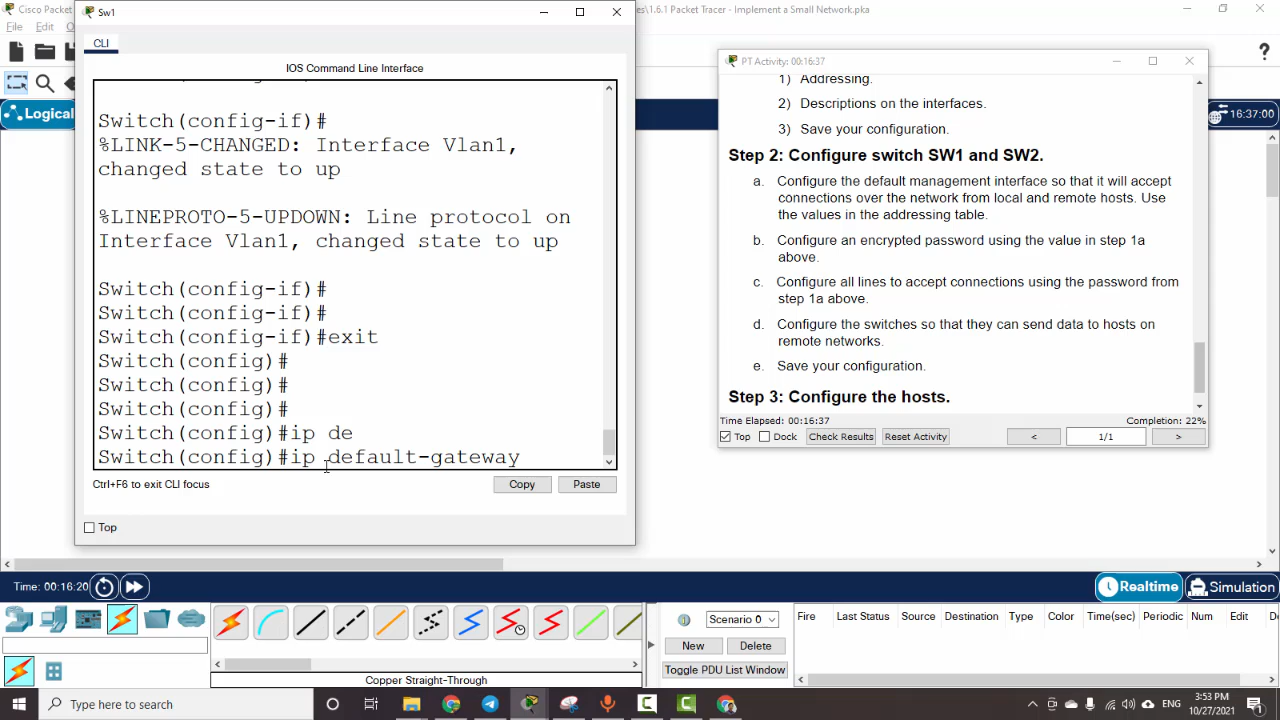 Cisco Pac
Sw1
es - 1.6.1 Packet Tracer - Implement a Small Network.pka
File Edit O
CLI
IOS Command Line Interface
Logical
16:37:00
Switch(config-if)#
%LINK-5-CHANGED: Interface Vlan1,
changed state to up
%LINEPROTO-5-UPDOWN: Line protocol on
Interface Vlan1, changed state to up
Switch(config-if)#
Switch(config-if)#
Switch(config-if)#exit
Switch(config)#
Switch(config)#
Switch(config)#
Switch(config)#ip de
Switch(config)#ip default-gateway
Ctrl+F6 to exit CLI focus
Copy
Paste
Top
PT Activity: 00:16:37
1) Addressing.
2) Descriptions on the interfaces.
3) Save your configuration.
Step 2: Configure switch SW1 and SW2.
a. Configure the default management interface so that it will accept
connections over the network from local and remote hosts. Use
the values in the addressing table.
b. Configure an encrypted password using the value in step 1a
above.
c. Configure all lines to accept connections using the password from
step 1a above.
d. Configure the switches so that they can send data to hosts on
remote networks.
e. Save your configuration.
Step 3: Configure the hosts.
Time Elapsed: 00:16:37
Completion: 22%
Top Dock Check Results Reset Activity < 1/1 >
Time: 00:16:20
Realtime Simulation
Scenario 0
New Delete
Toggle PDU List Window
Fire Last Status Source Destination Type Color Time(sec) Periodic Num Edit De
Copper Straight-Through
Type here to search
ENG
3:53 PM
10/27/2021